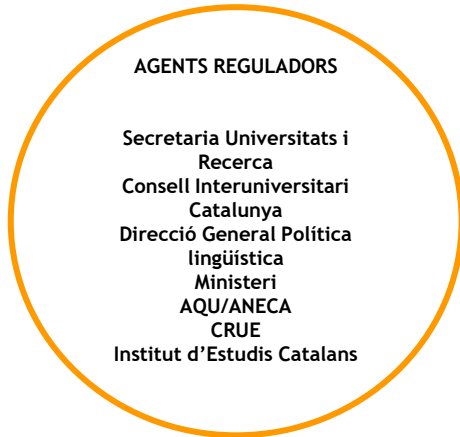 AGENTS REGULADORS
Secretaria Universitats i
Recerca
Consell Interuniversitari
Catalunya
Direcció General Política
lingüística
Ministeri
AQU/ANECA
CRUE
Institut d’Estudis Catalans